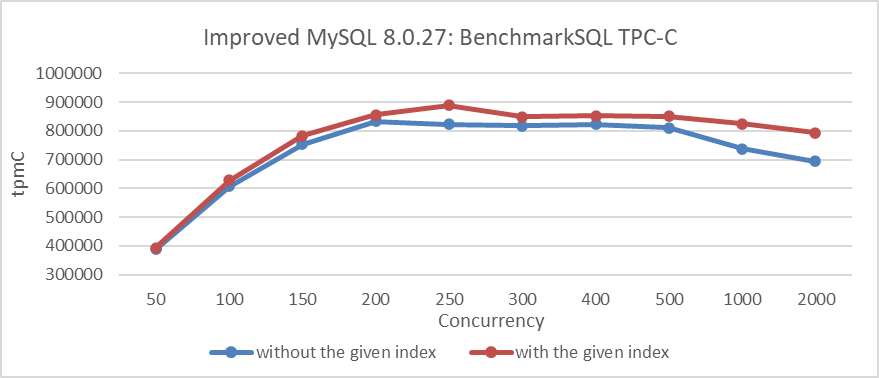 Improved MySQL 8.0.27: BenchmarkSQL TPC-C
1000000
900000
800000
700000
600000
500000
400000
300000
tpmC
50 100 150 200 250 300 400 500 1000 2000
Concurrency
without the given index with the given index